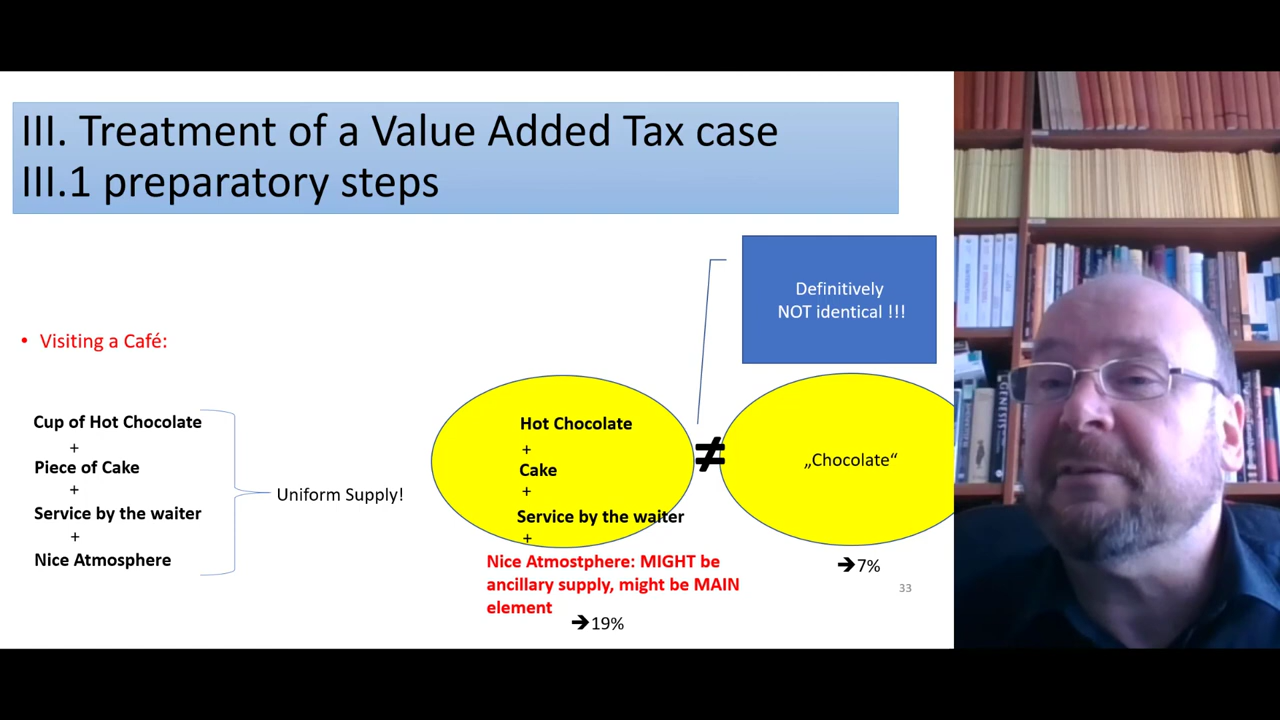 III. Treatment of a Value Added Tax case
III.1 preparatory steps
Definitively
NOT identical !!!
• Visiting a Café:
Cup of Hot Chocolate
+
Piece of Cake
+
Service by the waiter
+
Nice Atmosphere
Uniform Supply!
Hot Chocolate
+
Cake
+
Service by the waiter
+
Nice Atmostphere: MIGHT be
ancillary supply, might be MAIN
element
➔19%
≠
„Chocolate“
➔7%
33
GENESIS